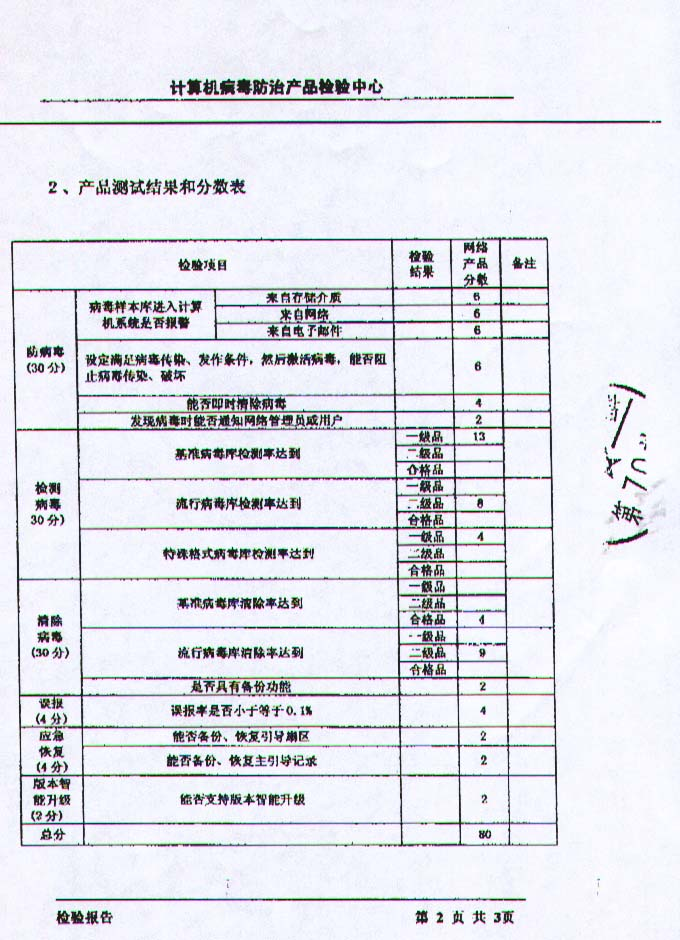 计算机病毒防治产品检验中心
2、产品测试结果和分数表
检验项目 检验结果 网络产品分数 备注
防病毒(30分)
病毒样本库进入计算机系统是否报警
来自存储介质 6
来自网络 6
来自电子邮件 6
设定满足病毒传染、发作条件，然后激活病毒，能否阻
止病毒传染、破坏 6
能否即时清除病毒 4
发现病毒时能否通知网络管理员或用户 2
检测病毒30分)
基准病毒库检测率达到
一级品 13
二级品
合格品
流行病毒库检测率达到
一级品
二级品 8
合格品
特殊格式病毒库检测率达到
一级品 4
二级品
合格品
清除病毒(30分)
基准病毒库清除率达到
一级品
二级品
合格品 4
流行病毒库清除率达到
一级品
二级品 9
合格品
是否具有备份功能 2
误报(4分)
误报率是否小于等于0.1% 4
应急恢复(4分)
能否备份、恢复引导扇区 2
能否备份、恢复主引导记录 2
版本智能升级(2分)
能否支持版本智能升级 2
总分 80
检验报告 第 2 页 共 3页